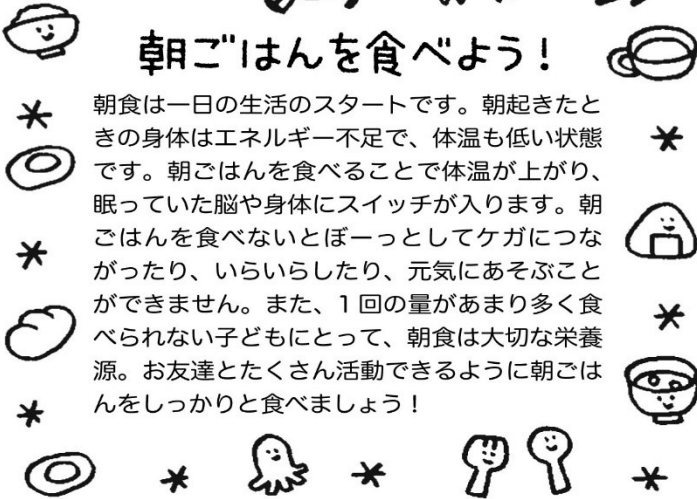 朝ごはんを食べよう！
朝食は一日の生活のスタートです。朝起きたと
きの身体はエネルギー不足で、体温も低い状態
です。朝ごはんを食べることで体温が上がり、
眠っていた脳や身体にスイッチが入ります。朝
ごはんを食べないとぼーっとしてケガにつな
がったり、いらいらしたり、元気にあそぶこと
ができません。また、1 回の量があまり多く食
べられない子どもにとって、朝食は大切な栄養
源。お友達とたくさん活動できるように朝ごは
んをしっかりと食べましょう！